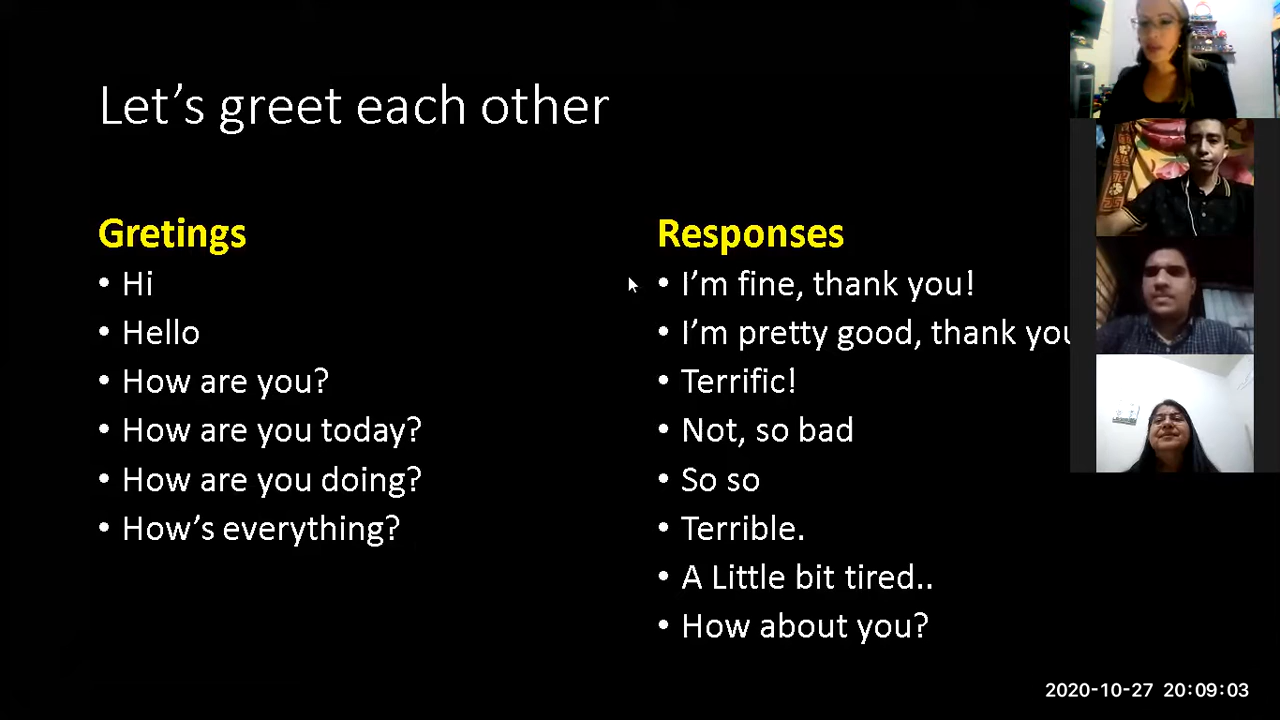 Let's greet each other
Gretings
• Hi
• Hello
• How are you?
• How are you today?
• How are you doing?
• How's everything?
Responses
• I'm fine, thank you!
• I'm pretty good, thank you
• Terrific!
• Not, so bad
• So so
• Terrible.
• A Little bit tired..
• How about you?
2020-10-27 20:09:03